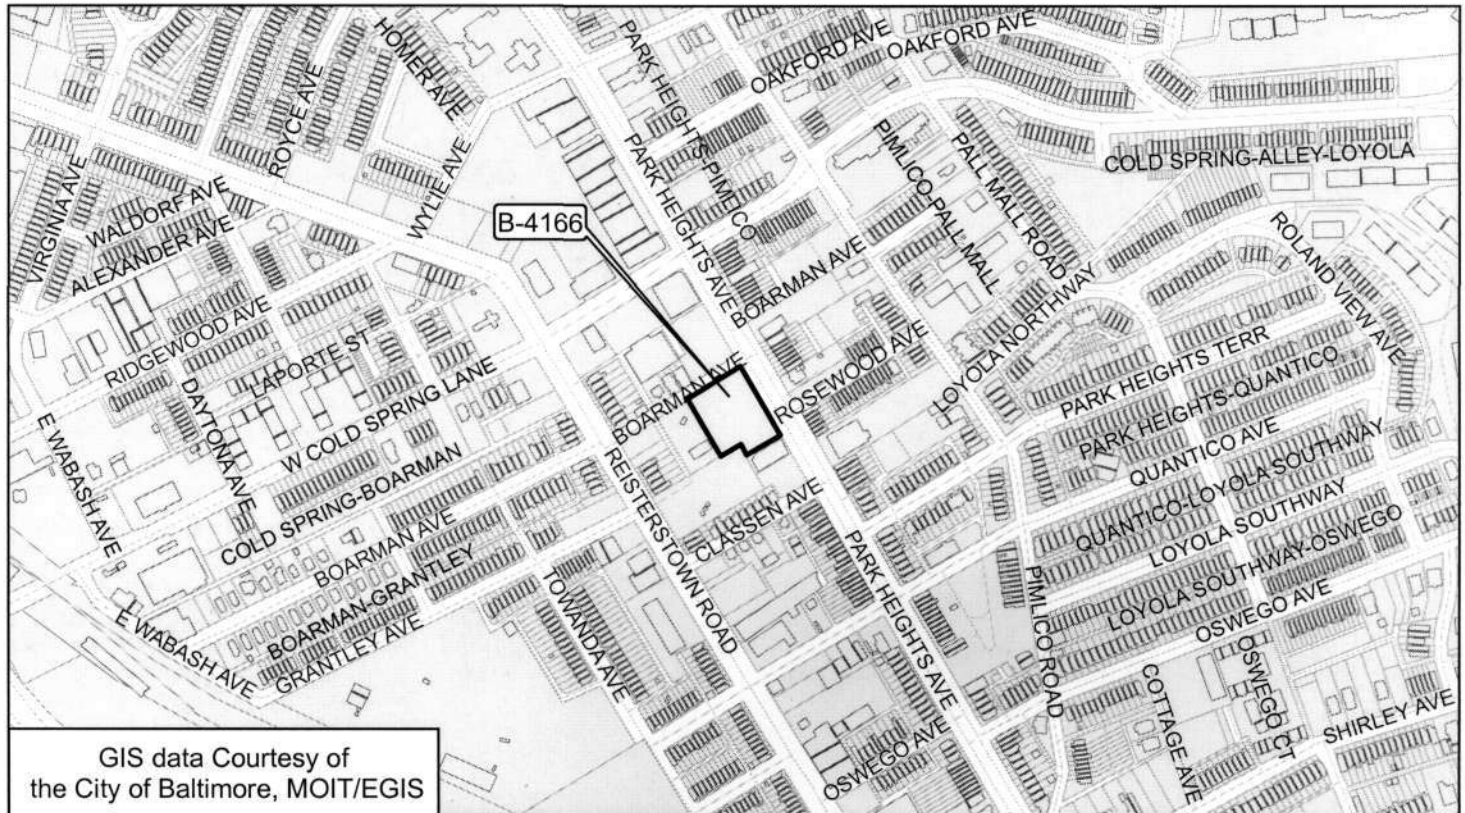 HOMER AVE
PARK HEIGHTS-PIMLICO
OAKFORD AVE
OAKFORD AVE
ROYCE AVE
VIRGINIA AVE
WALDORF AVE
ALEXANDER AVE
WYLIE AVE
PARK HEIGHTS AVE
PIMLICO-PALL MALL
PALL MALL ROAD
COLD SPRING-ALLEY-LOYOLA
B-4166
BOARMAN AVE
ROLAND VIEW AVE
RIDGEWOOD AVE
LAPORTE ST
DAYTONA AVE
W COLD SPRING LANE
BOARMAN AVE
ROSEWOOD AVE
LOYOLA NORTHWAY
PARK HEIGHTS TERR
PARK HEIGHTS-QUANTICO
QUANTICO AVE
E WABASH AVE
COLD SPRING-BOARMAN
BOARMAN AVE
REISTERSTOWN ROAD
CLASSEN AVE
QUANTICO-LOYOLA SOUTHWAY
LOYOLA SOUTHWAY
LOYOLA SOUTHWAY-OSWEGO
OSWEGO AVE
BOARMAN-GRANTLEY
GRANTLEY AVE
E WABASH AVE
TOWANDA AVE
PARK HEIGHTS AVE
PIMLICO ROAD
COTTAGE AVE
OSWEGO CT
SHIRLEY AVE
OSWEGO AVE
GIS data Courtesy of
the City of Baltimore, MOIT/EGIS